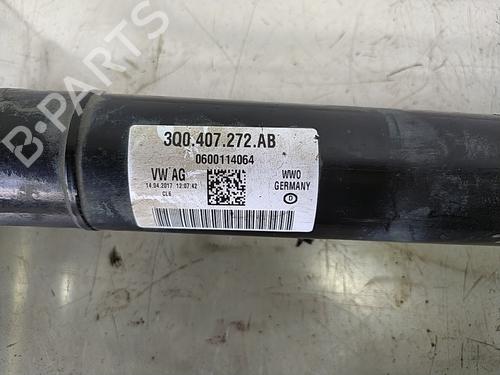 B-PARTS
3Q0.407.272.AB
0600114064
VW AG
14.04.2017 12:07:42
CL6
WWO
GERMANY
D